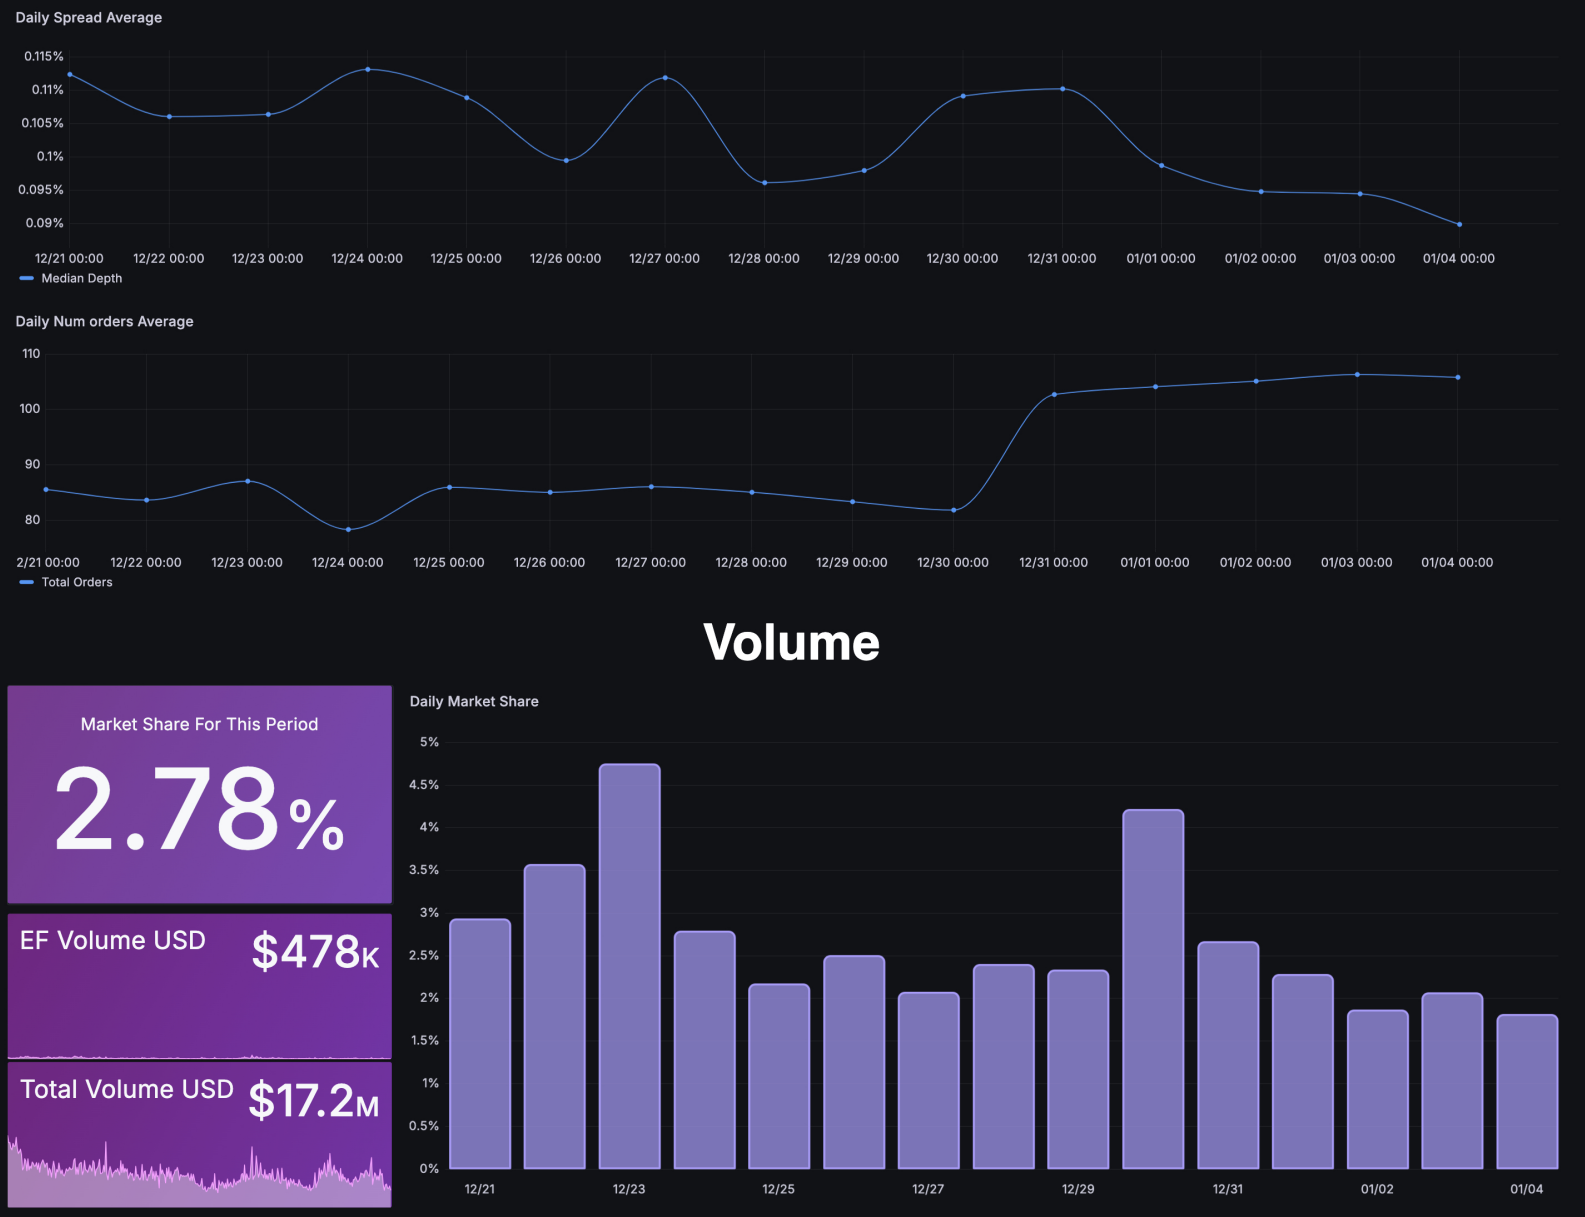 Daily Spread Average
0.115%
0.11%
0.105%
0.1%
0.095%
0.09%
12/21 00:00 12/22 00:00 12/23 00:00 12/24 00:00 12/25 00:00 12/26 00:00 12/27 00:00 12/28 00:00 12/29 00:00 12/30 00:00 12/31 00:00 01/01 00:00 01/02 00:00 01/03 00:00 01/04 00:00
Median Depth
Daily Num orders Average
110
100
90
80
2/21 00:00 12/22 00:00 12/23 00:00 12/24 00:00 12/25 00:00 12/26 00:00 12/27 00:00 12/28 00:00 12/29 00:00 12/30 00:00 12/31 00:00 01/01 00:00 01/02 00:00 01/03 00:00 01/04 00:00
Total Orders
Volume
Market Share For This Period
2.78%
EF Volume USD $478K
Total Volume USD $17.2M
Daily Market Share
5%
4.5%
4%
3.5%
3%
2.5%
2%
1.5%
1%
0.5%
0%
12/21 12/23 12/25 12/27 12/29 12/31 01/02 01/04